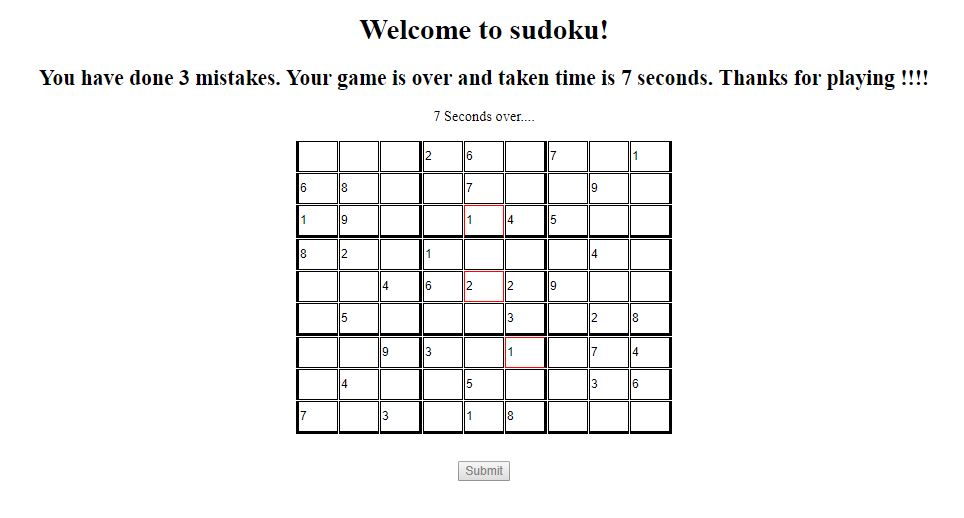 Welcome to sudoku!
You have done 3 mistakes. Your game is over and taken time is 7 seconds. Thanks for playing !!!!
7 Seconds over....
2 6 7 1
6 8 7 9
1 9 1 4 5
8 2 1 4
4 6 2 2 9
5 3 2 8
9 3 1 7 4
4 5 3 6
7 3 1 8
Submit